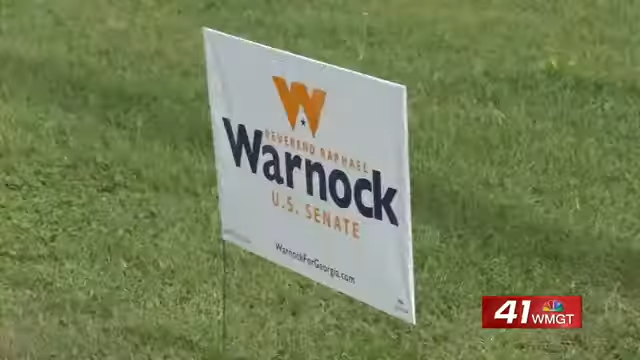 W
REVEREND RAPHAEL
Warnock
U.S. SENATE
WarnockForGeorgia.com
41 WMGT